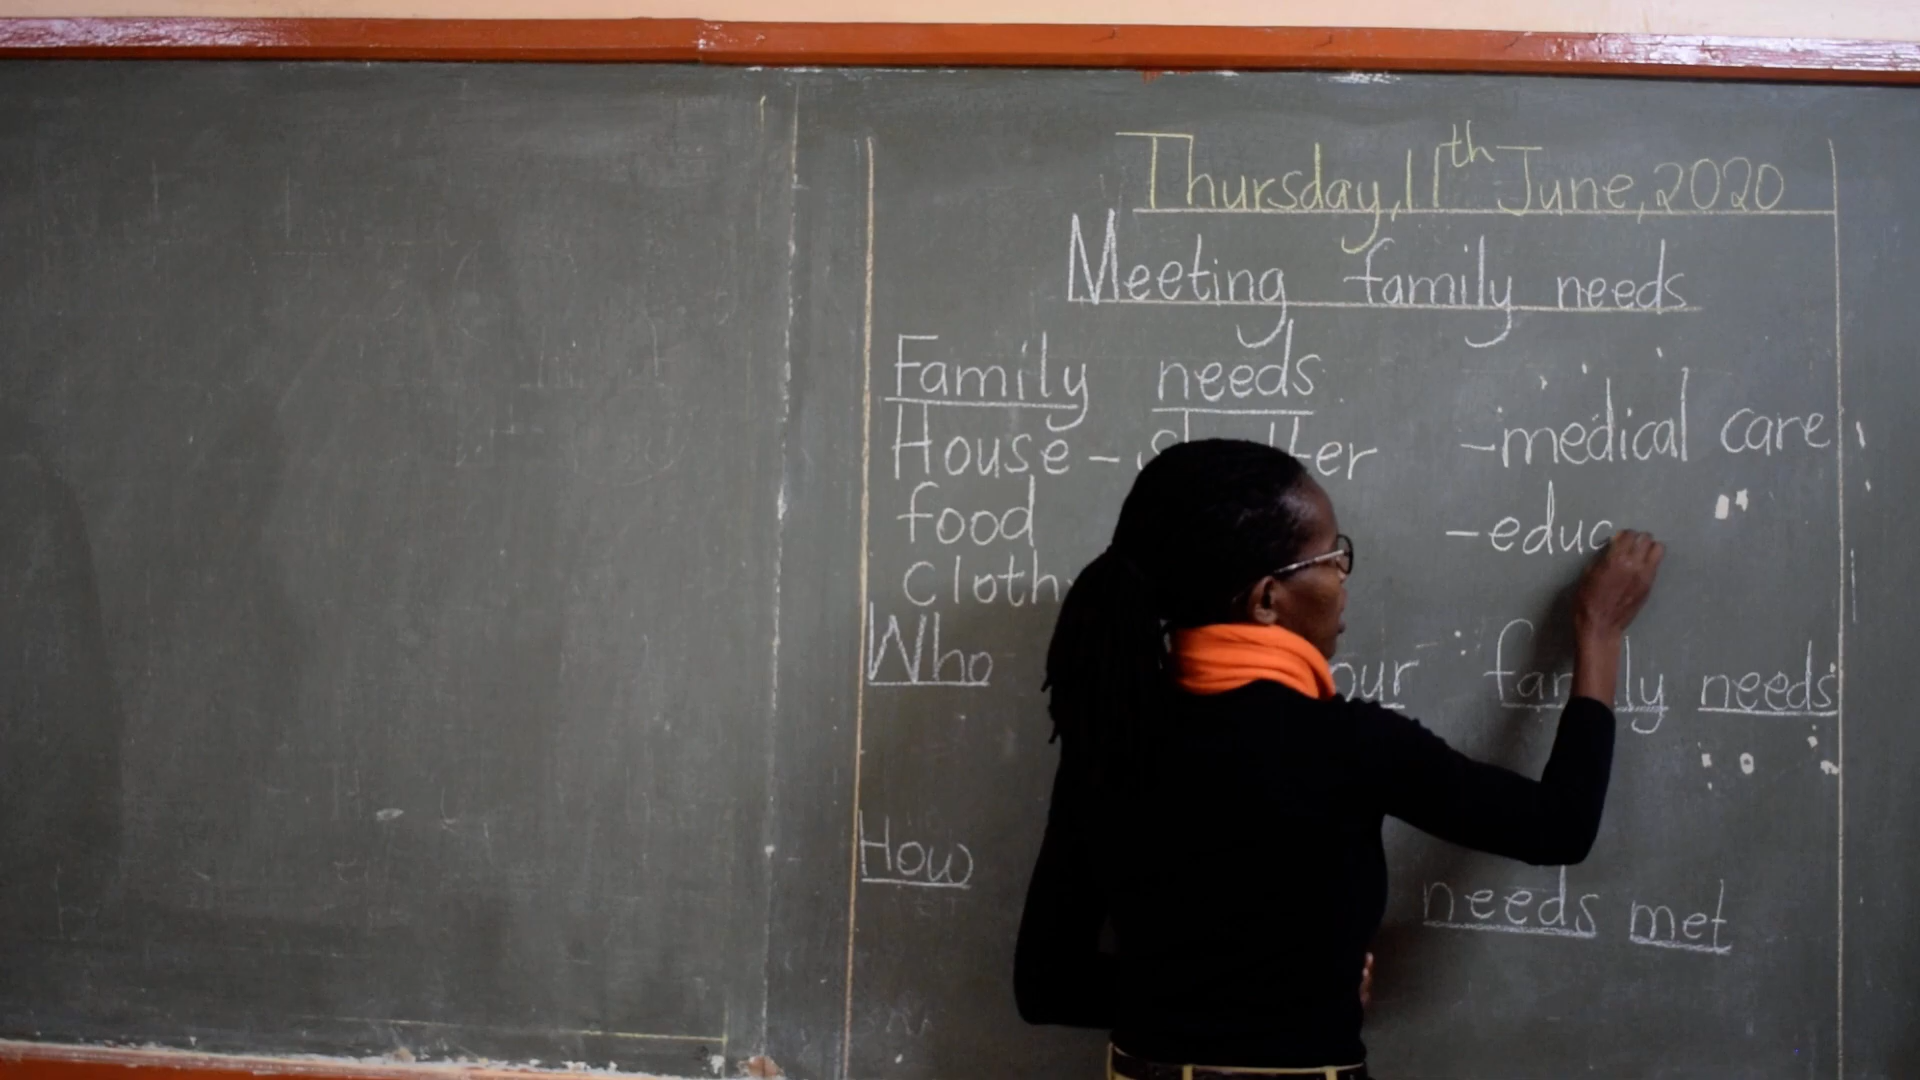 Thursday, 11th June, 2020
Meeting family needs
Family needs
House - shelter
food
Cloth
-medical care
-educ
Who our family needs
How needs met